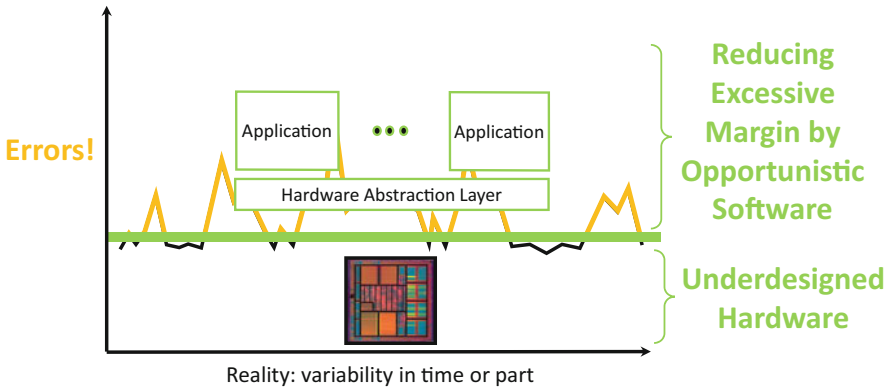 Errors!
Application
Application
Hardware Abstraction Layer
Reducing
Excessive
Margin by
Opportunistic
Software
Underdesigned
Hardware
Reality: variability in time or part